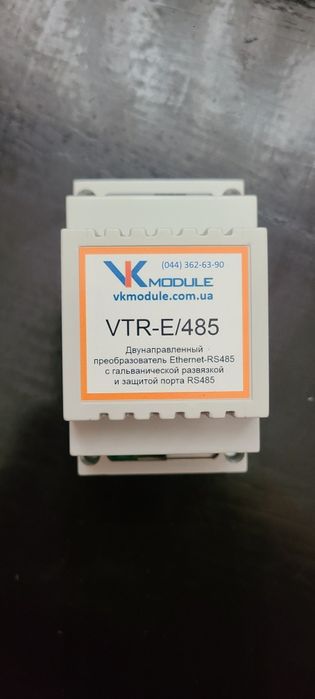 (044) 362-63-90
VK MODULE
vkmodule.com.ua
VTR-E/485
Двунаправленный
преобразователь Ethernet-RS485
с гальванической развязкой
и защитой порта RS485